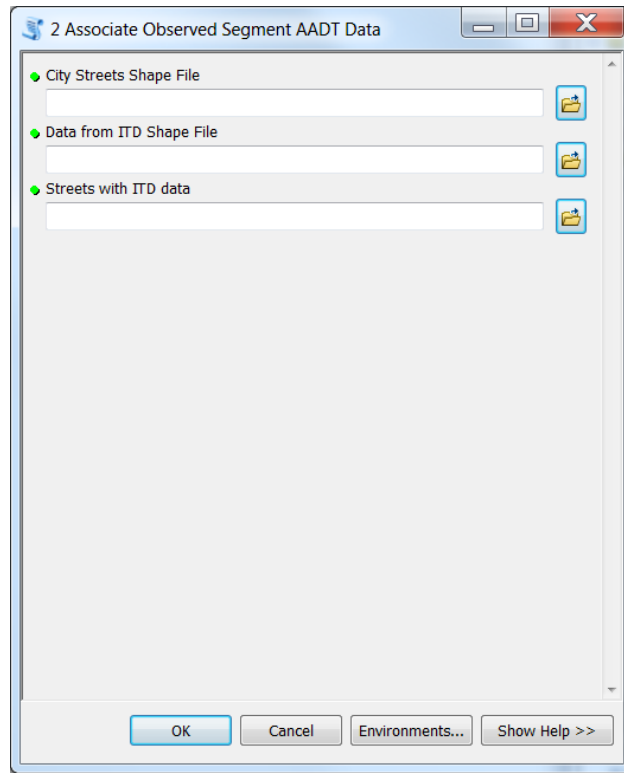 2 Associate Observed Segment AADT Data
City Streets Shape File
Data from ITD Shape File
Streets with ITD data
OK Cancel Environments... Show Help >>